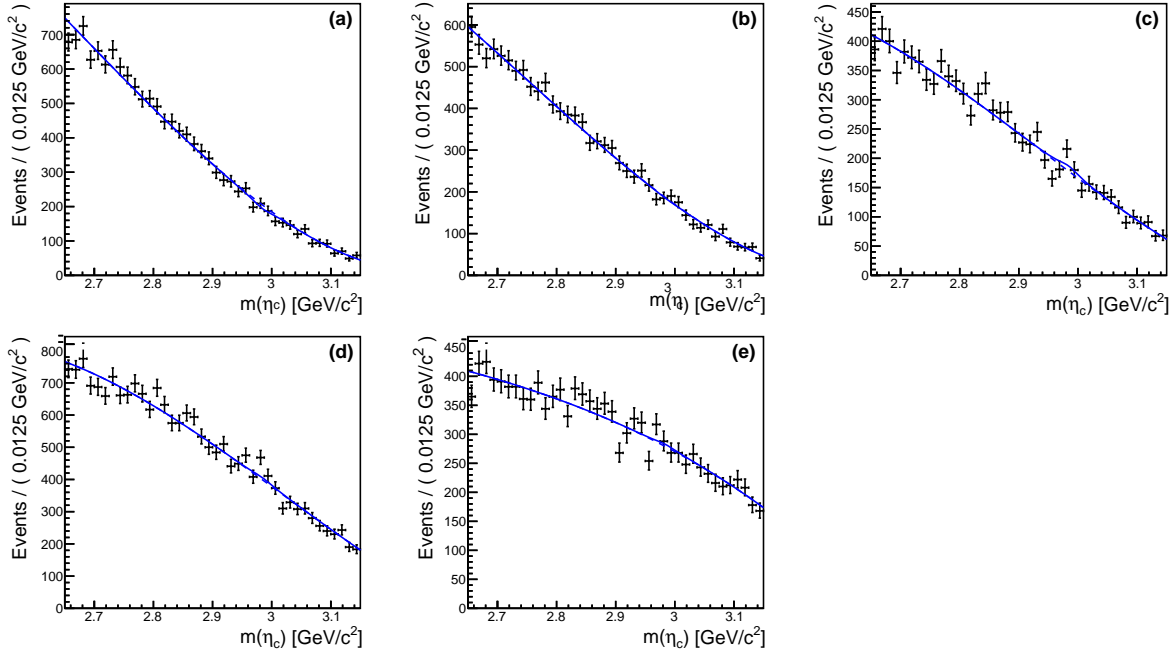 (a)
Events / ( 0.0125 GeV/c2 )
0 100 200 300 400 500 600 700
2.7 2.8 2.9 3 3.1
m(ηc) [GeV/c2]
(b)
Events / ( 0.0125 GeV/c2 )
0 100 200 300 400 500 600
2.7 2.8 2.9 3 3.1
m(η) [GeV/c2]
(c)
Events / ( 0.0125 GeV/c2 )
0 50 100 150 200 250 300 350 400 450
2.7 2.8 2.9 3 3.1
m(ηc) [GeV/c2]
(d)
Events / ( 0.0125 GeV/c2 )
0 100 200 300 400 500 600 700 800
2.7 2.8 2.9 3 3.1
m(ηc) [GeV/c2]
(e)
Events / ( 0.0125 GeV/c2 )
0 50 100 150 200 250 300 350 400 450
2.7 2.8 2.9 3 3.1
m(ηc) [GeV/c2]